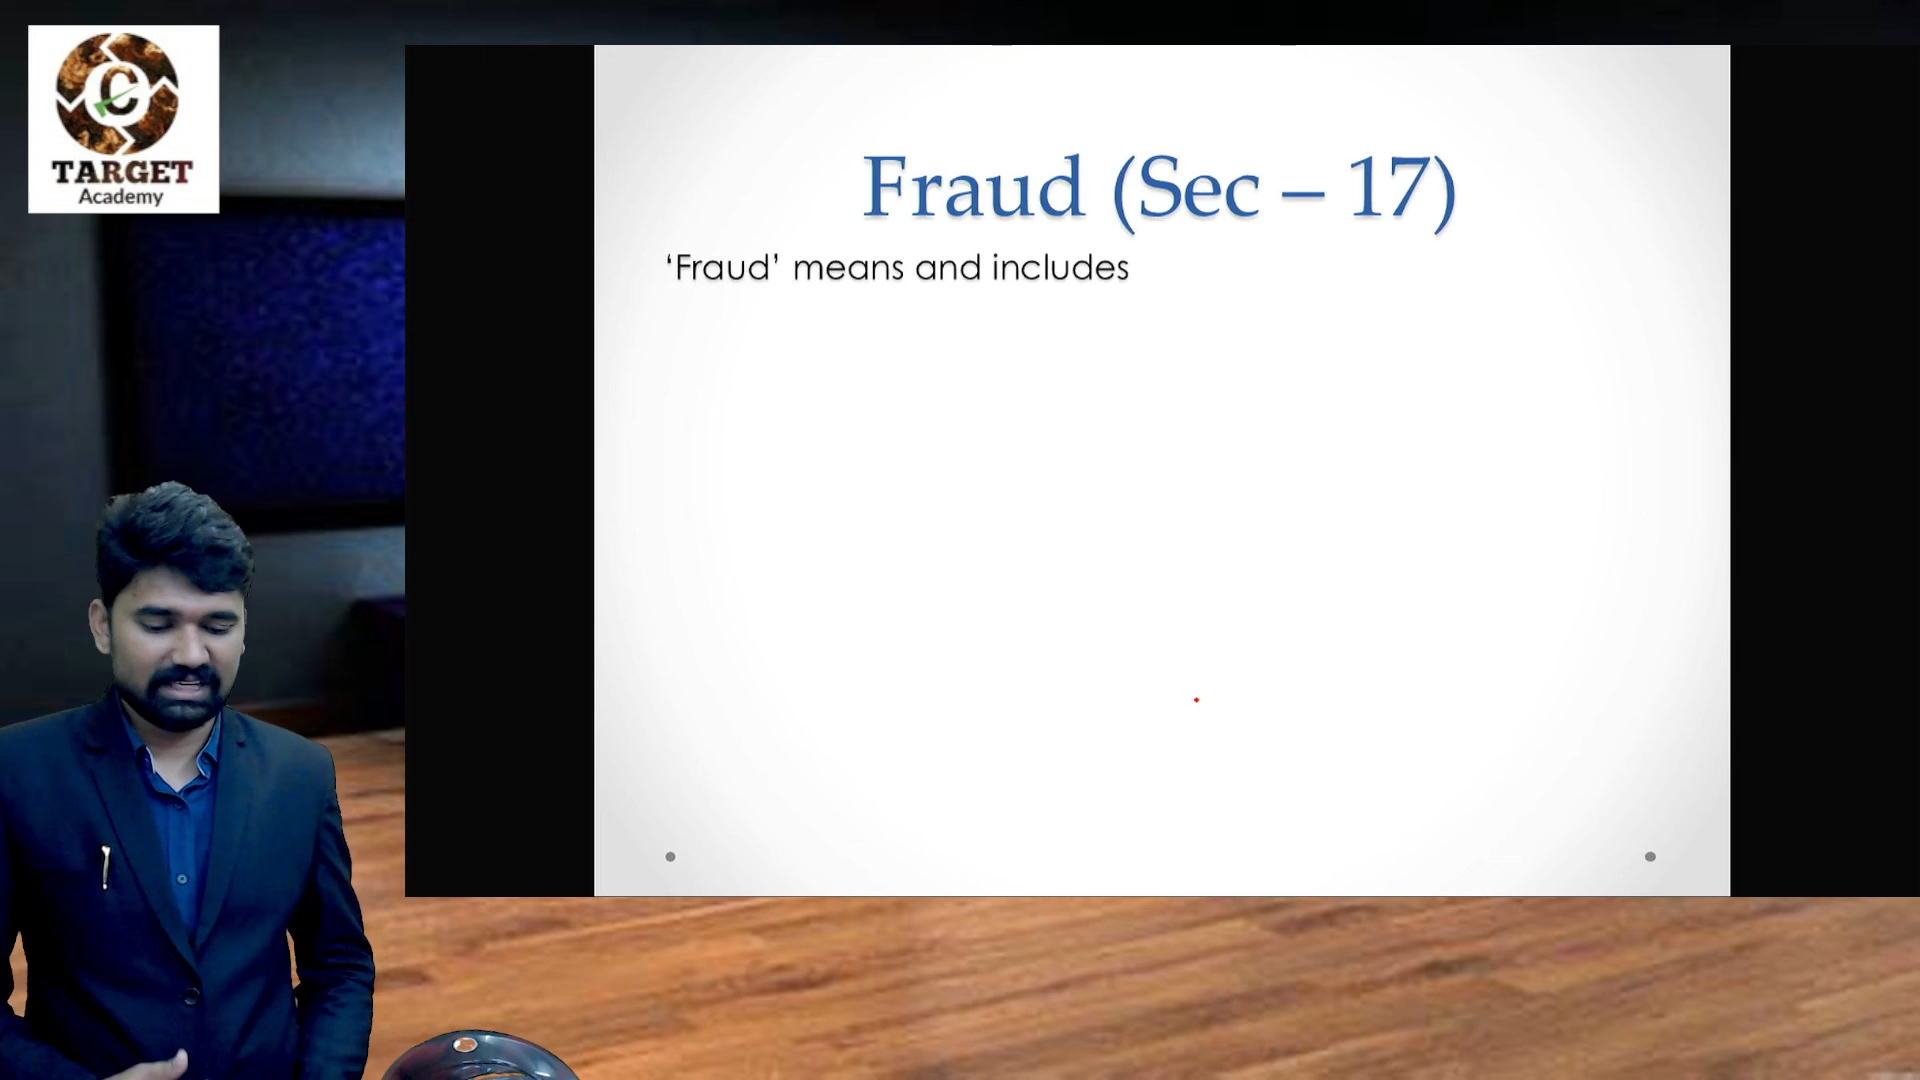 TARGET
Academy
Fraud (Sec – 17)
‘Fraud’ means and includes